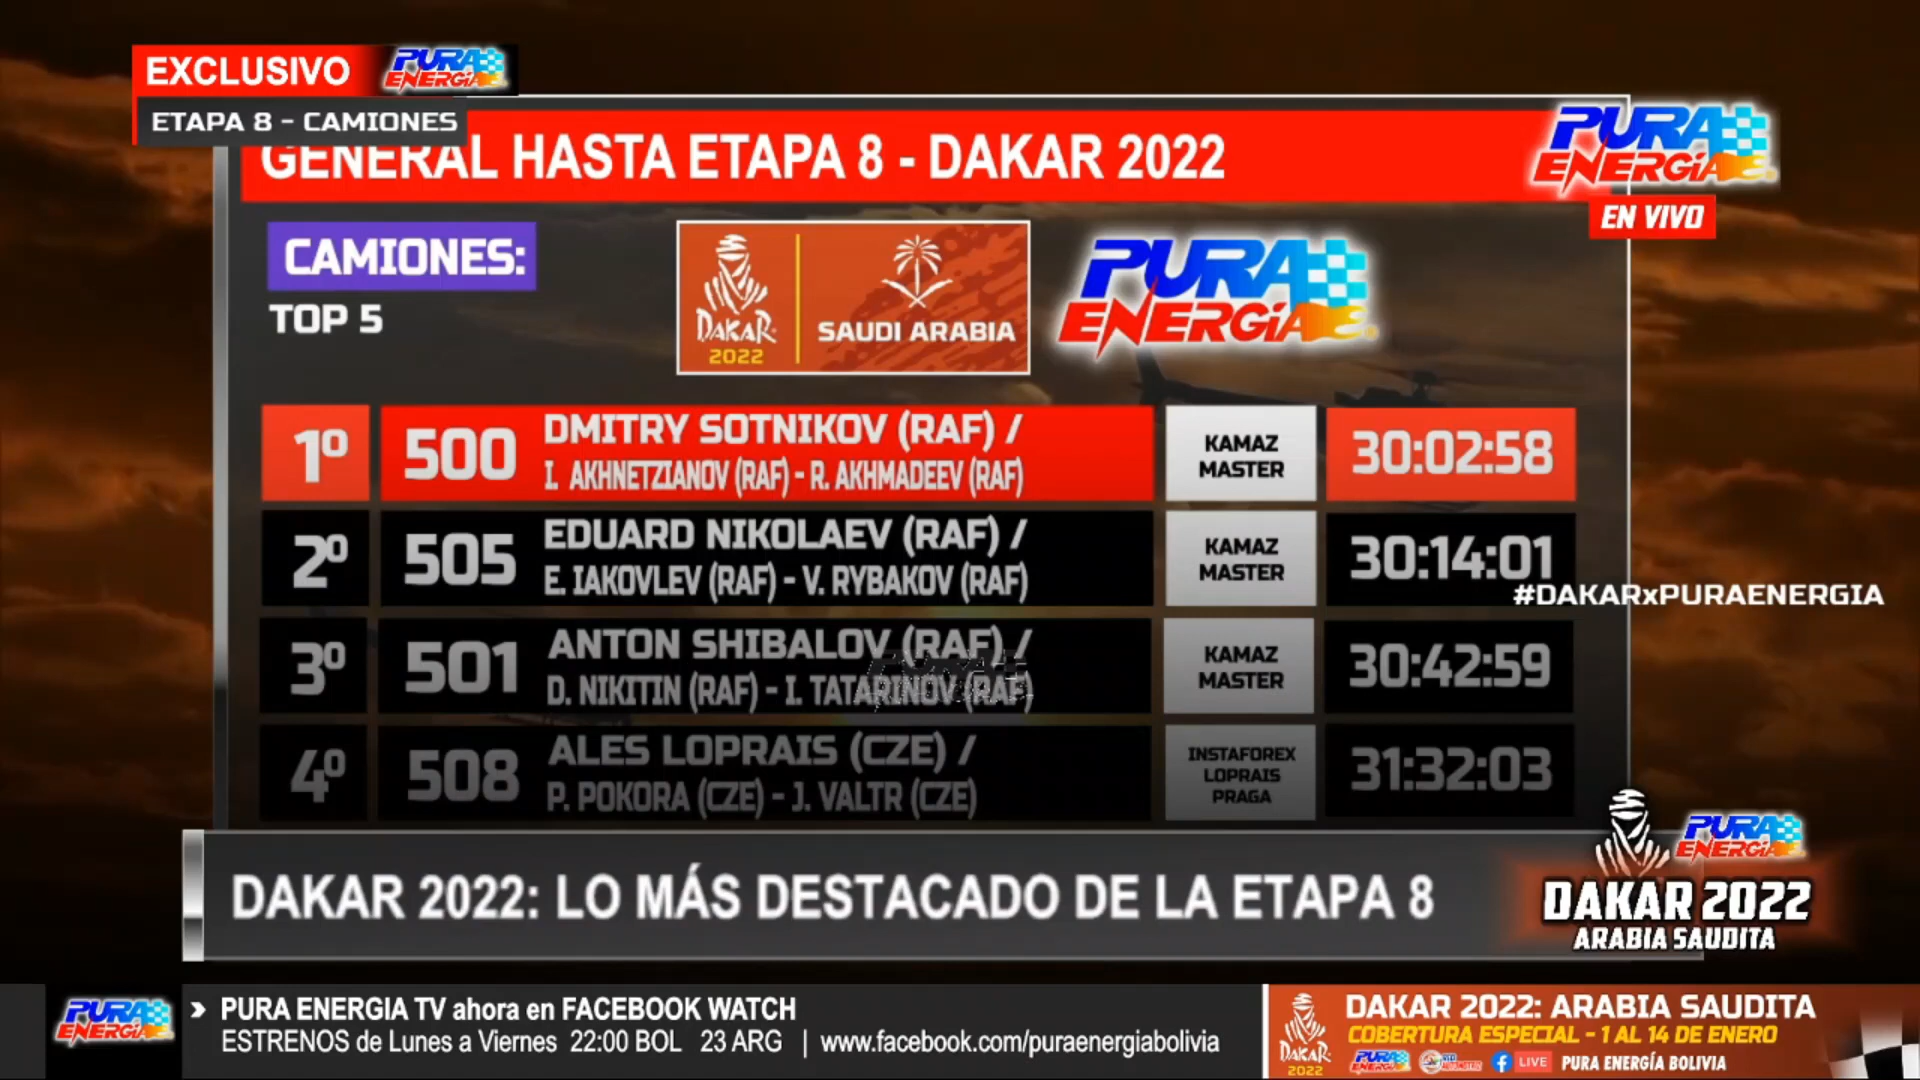 EXCLUSIVO PURA ENERGÍA
ETAPA 8 - CAMIONES
GENERAL HASTA ETAPA 8 - DAKAR 2022
PURA ENERGÍA
EN VIVO
CAMIONES:
TOP 5
DAKAR 2022
SAUDI ARABIA
PURA ENERGÍA
1º 500 DMITRY SOTNIKOV (RAF) /
I. AKHNETZIANOV (RAF) - R. AKHMADEEV (RAF)
KAMAZ MASTER
30:02:58
2º 505 EDUARD NIKOLAEV (RAF) /
E. IAKOVLEV (RAF) - V. RYBAKOV (RAF)
KAMAZ MASTER
30:14:01
#DAKARxPURAENERGIA
3º 501 ANTON SHIBALOV (RAF) /
D. NIKITIN (RAF) - I. TATARINOV (RAF)
KAMAZ MASTER
30:42:59
4º 508 ALES LOPRAIS (CZE) /
P. POKORA (CZE) - J. VALTR (CZE)
INSTAFOREX LOPRAIS PRAGA
31:32:03
DAKAR 2022: LO MÁS DESTACADO DE LA ETAPA 8
PURA ENERGÍA
DAKAR 2022
ARABIA SAUDITA
PURA ENERGÍA
PURA ENERGIA TV ahora en FACEBOOK WATCH
ESTRENOS de Lunes a Viernes 22:00 BOL 23 ARG | www.facebook.com/puraenergiabolivia
DAKAR 2022
DAKAR 2022: ARABIA SAUDITA
COBERTURA ESPECIAL - 1 AL 14 DE ENERO
PURA ENERGÍA LIVE PURA ENERGÍA BOLIVIA